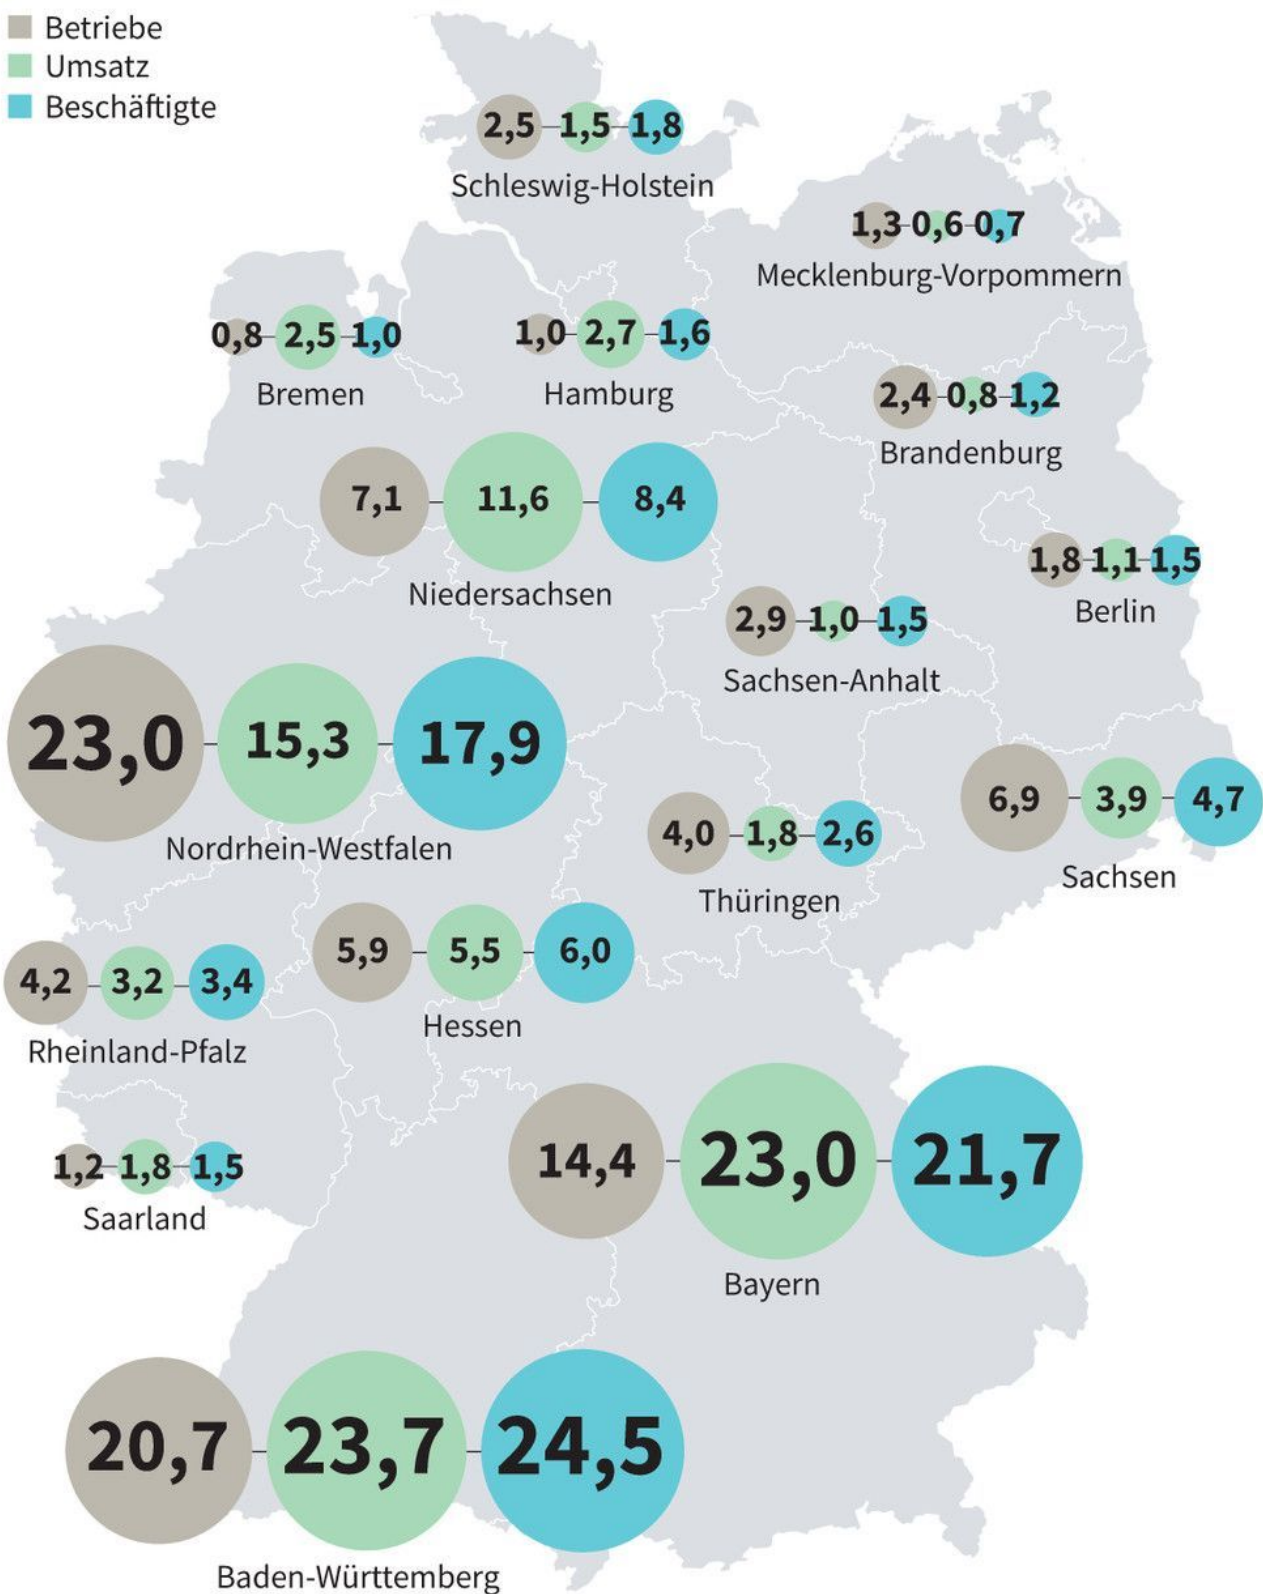 Betriebe
Umsatz
Beschäftigte
2,5 1,5 1,8
Schleswig-Holstein
1,3 0,6 0,7
Mecklenburg-Vorpommern
0,8 2,5 1,0
Bremen
1,0 2,7 1,6
Hamburg
2,4 0,8 1,2
Brandenburg
7,1 11,6 8,4
Niedersachsen
1,8 1,1 1,5
Berlin
2,9 1,0 1,5
Sachsen-Anhalt
23,0 15,3 17,9
Nordrhein-Westfalen
6,9 3,9 4,7
Sachsen
4,0 1,8 2,6
Thüringen
5,9 5,5 6,0
Hessen
4,2 3,2 3,4
Rheinland-Pfalz
14,4 23,0 21,7
Bayern
1,2 1,8 1,5
Saarland
20,7 23,7 24,5
Baden-Württemberg